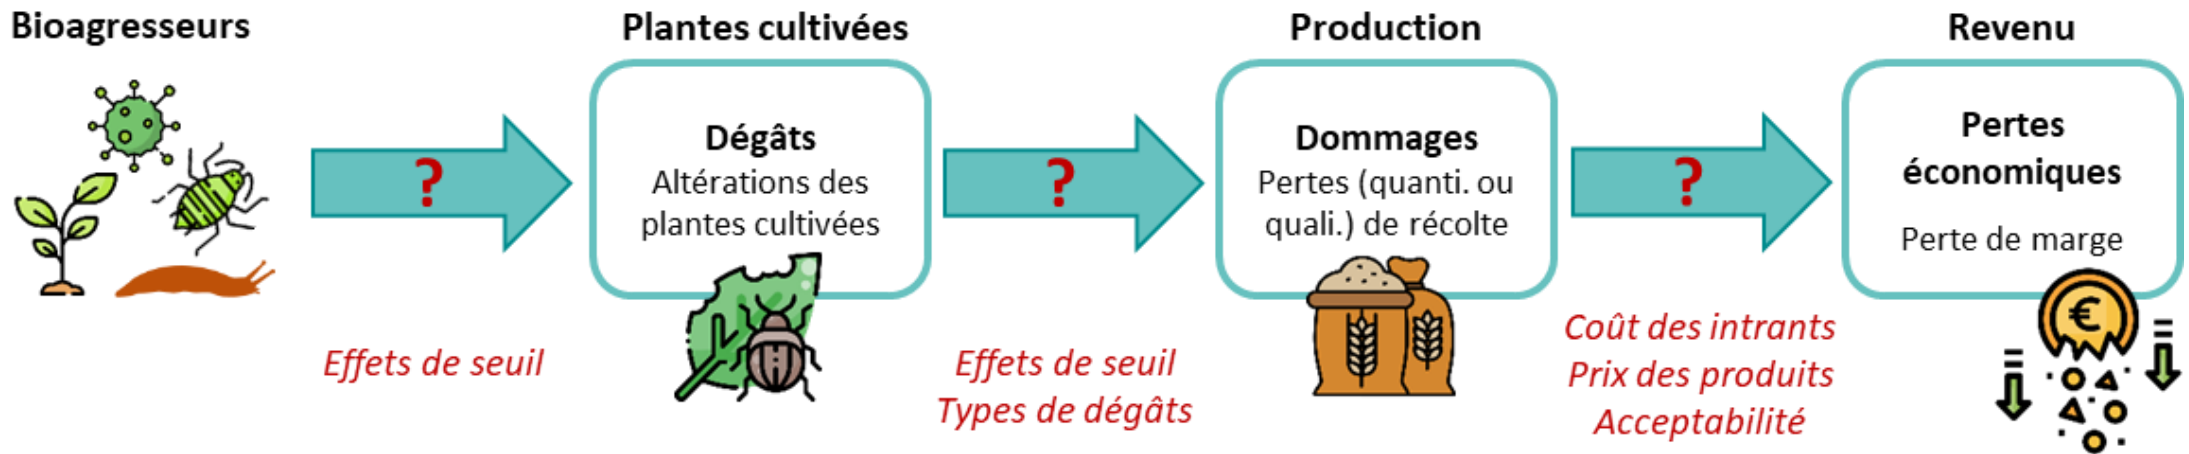 Bioagresseurs
Plantes cultivées
Production
Revenu
?
Dégâts
Altérations des
plantes cultivées
?
Dommages
Pertes (quanti. ou
quali.) de récolte
?
Pertes
économiques
Perte de marge
€
Effets de seuil
Effets de seuil
Types de dégâts
Coût des intrants
Prix des produits
Acceptabilité